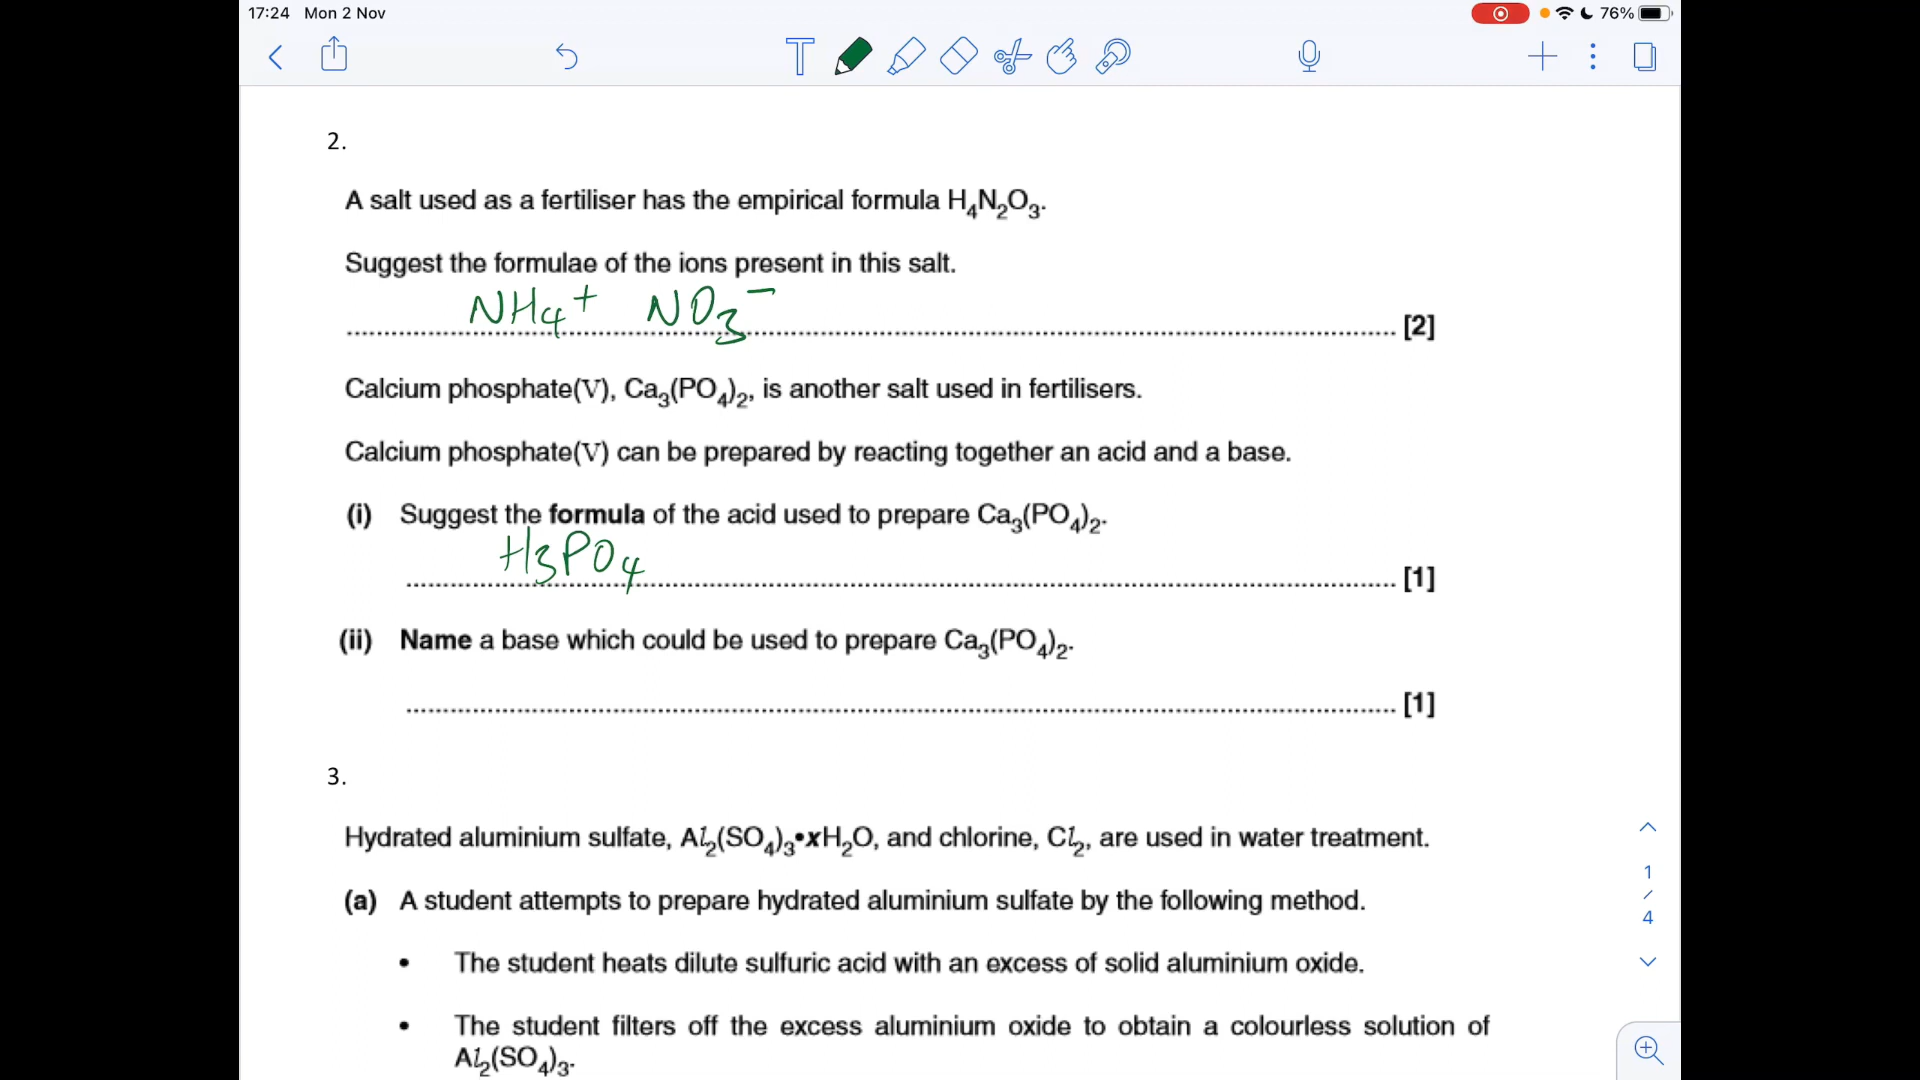 17:24 Mon 2 Nov 76%
T
2.
A salt used as a fertiliser has the empirical formula H₄N₂O₃.
Suggest the formulae of the ions present in this salt.
NH₄⁺ NO₃⁻
[2]
Calcium phosphate(V), Ca₃(PO₄)₂, is another salt used in fertilisers.
Calcium phosphate(V) can be prepared by reacting together an acid and a base.
(i) Suggest the formula of the acid used to prepare Ca₃(PO₄)₂.
H₃PO₄
[1]
(ii) Name a base which could be used to prepare Ca₃(PO₄)₂.
[1]
3.
Hydrated aluminium sulfate, Al₂(SO₄)₃•xH₂O, and chlorine, Cl₂, are used in water treatment.
(a) A student attempts to prepare hydrated aluminium sulfate by the following method.
• The student heats dilute sulfuric acid with an excess of solid aluminium oxide.
• The student filters off the excess aluminium oxide to obtain a colourless solution of
Al₂(SO₄)₃.
1
/
4